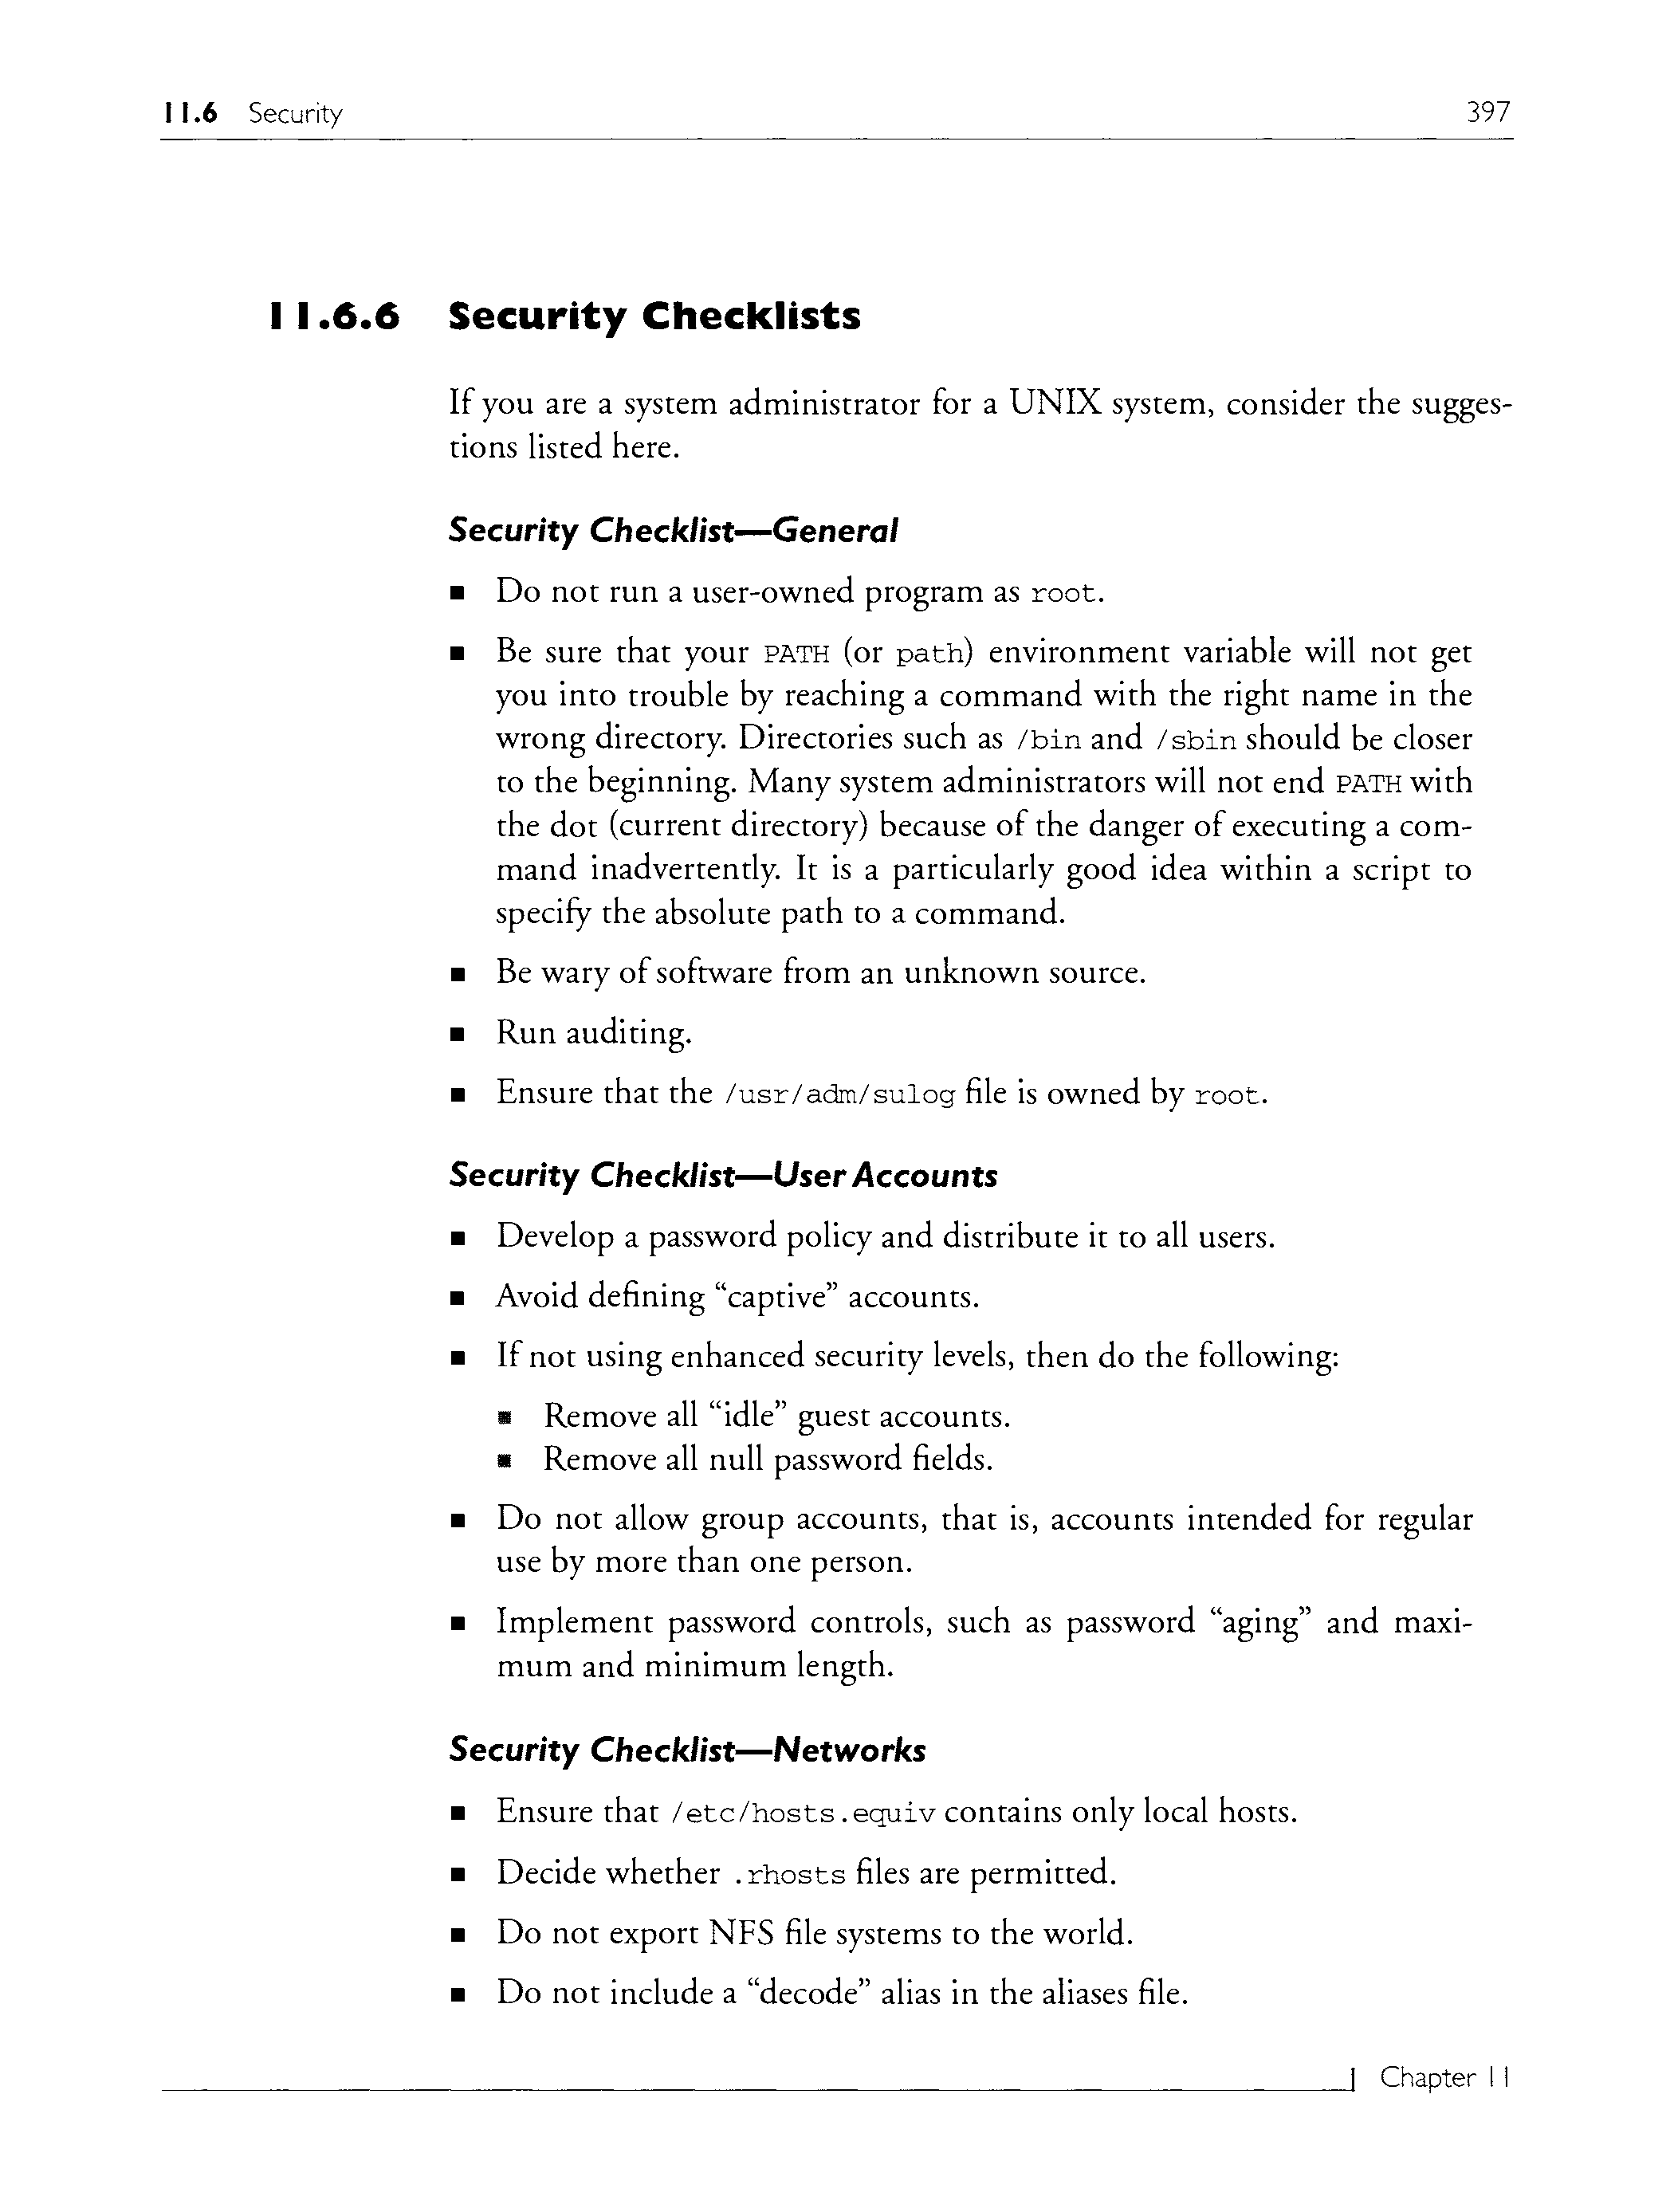 11.6 Security 397
11.6.6 Security Checklists
If you are a system administrator for a UNIX system, consider the sugges-
tions listed here.
Security Checklist—General
■ Do not run a user-owned program as root.
■ Be sure that your PATH (or path) environment variable will not get
you into trouble by reaching a command with the right name in the
wrong directory. Directories such as /bin and /sbin should be closer
to the beginning. Many system administrators will not end PATH with
the dot (current directory) because of the danger of executing a com-
mand inadvertently. It is a particularly good idea within a script to
specify the absolute path to a command.
■ Be wary of software from an unknown source.
■ Run auditing.
■ Ensure that the /usr/adm/sulog file is owned by root.
Security Checklist—User Accounts
■ Develop a password policy and distribute it to all users.
■ Avoid defining “captive” accounts.
■ If not using enhanced security levels, then do the following:
■ Remove all “idle” guest accounts.
■ Remove all null password fields.
■ Do not allow group accounts, that is, accounts intended for regular
use by more than one person.
■ Implement password controls, such as password “aging” and maxi-
mum and minimum length.
Security Checklist—Networks
■ Ensure that /etc/hosts.equiv contains only local hosts.
■ Decide whether .rhosts files are permitted.
■ Do not export NFS file systems to the world.
■ Do not include a “decode” alias in the aliases file.
Chapter 11